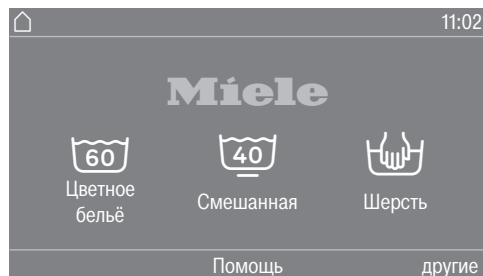 11:02
Miele
60
40
Цветное
бельё
Смешанная
Шерсть
Помощь
другие